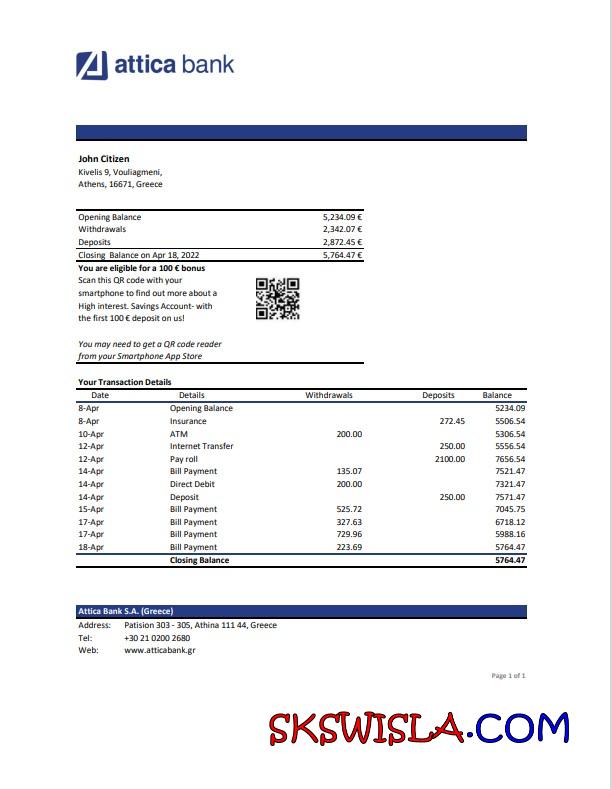 attica bank
John Citizen
Kivelis 9, Vouliagmeni,
Athens, 16671, Greece
Opening Balance 5,234.09 €
Withdrawals 2,342.07 €
Deposits 2,872.45 €
Closing Balance on Apr 18, 2022 5,764.47 €
You are eligible for a 100 € bonus
Scan this QR code with your
smartphone to find out more about a
High interest. Savings Account- with
the first 100 € deposit on us!
You may need to get a QR code reader
from your Smartphone App Store
Your Transaction Details
Date Details Withdrawals Deposits Balance
8-Apr Opening Balance 5234.09
8-Apr Insurance 272.45 5506.54
10-Apr ATM 200.00 5306.54
12-Apr Internet Transfer 250.00 5556.54
12-Apr Pay roll 2100.00 7656.54
14-Apr Bill Payment 135.07 7521.47
14-Apr Direct Debit 200.00 7321.47
14-Apr Deposit 250.00 7571.47
15-Apr Bill Payment 525.72 7045.75
17-Apr Bill Payment 327.63 6718.12
17-Apr Bill Payment 729.96 5988.16
18-Apr Bill Payment 223.69 5764.47
Closing Balance 5764.47
Attica Bank S.A. (Greece)
Address: Patision 303 - 305, Athina 111 44, Greece
Tel: +30 21 0200 2680
Web: www.atticabank.gr
Page 1 of 1
SKSWISLA.COM